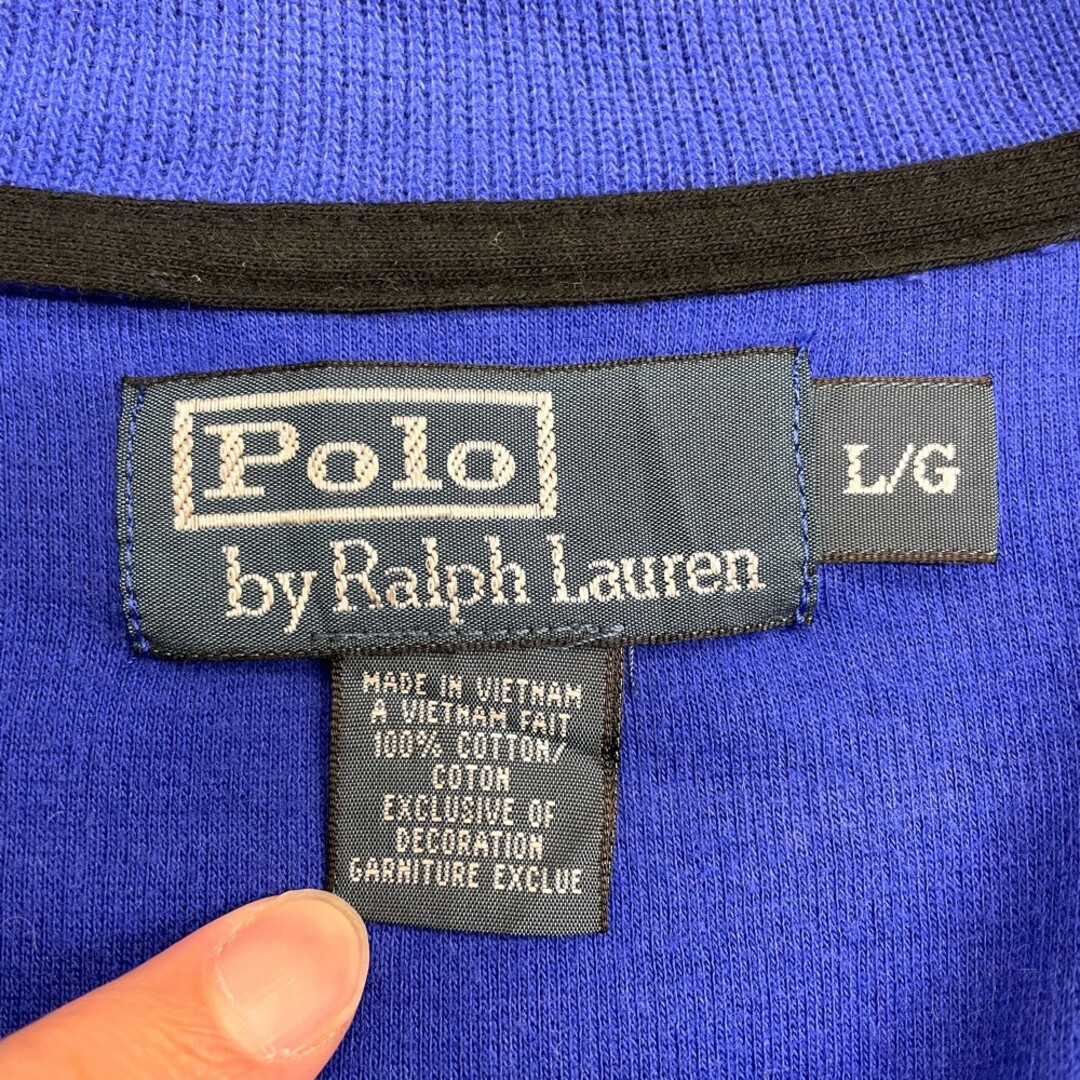 Polo
by Ralph Lauren
L/G
MADE IN VIETNAM
A VIETNAM FAIT
100% COTTON/
COTON
EXCLUSIVE OF
DECORATION
GARNITURE EXCLUE